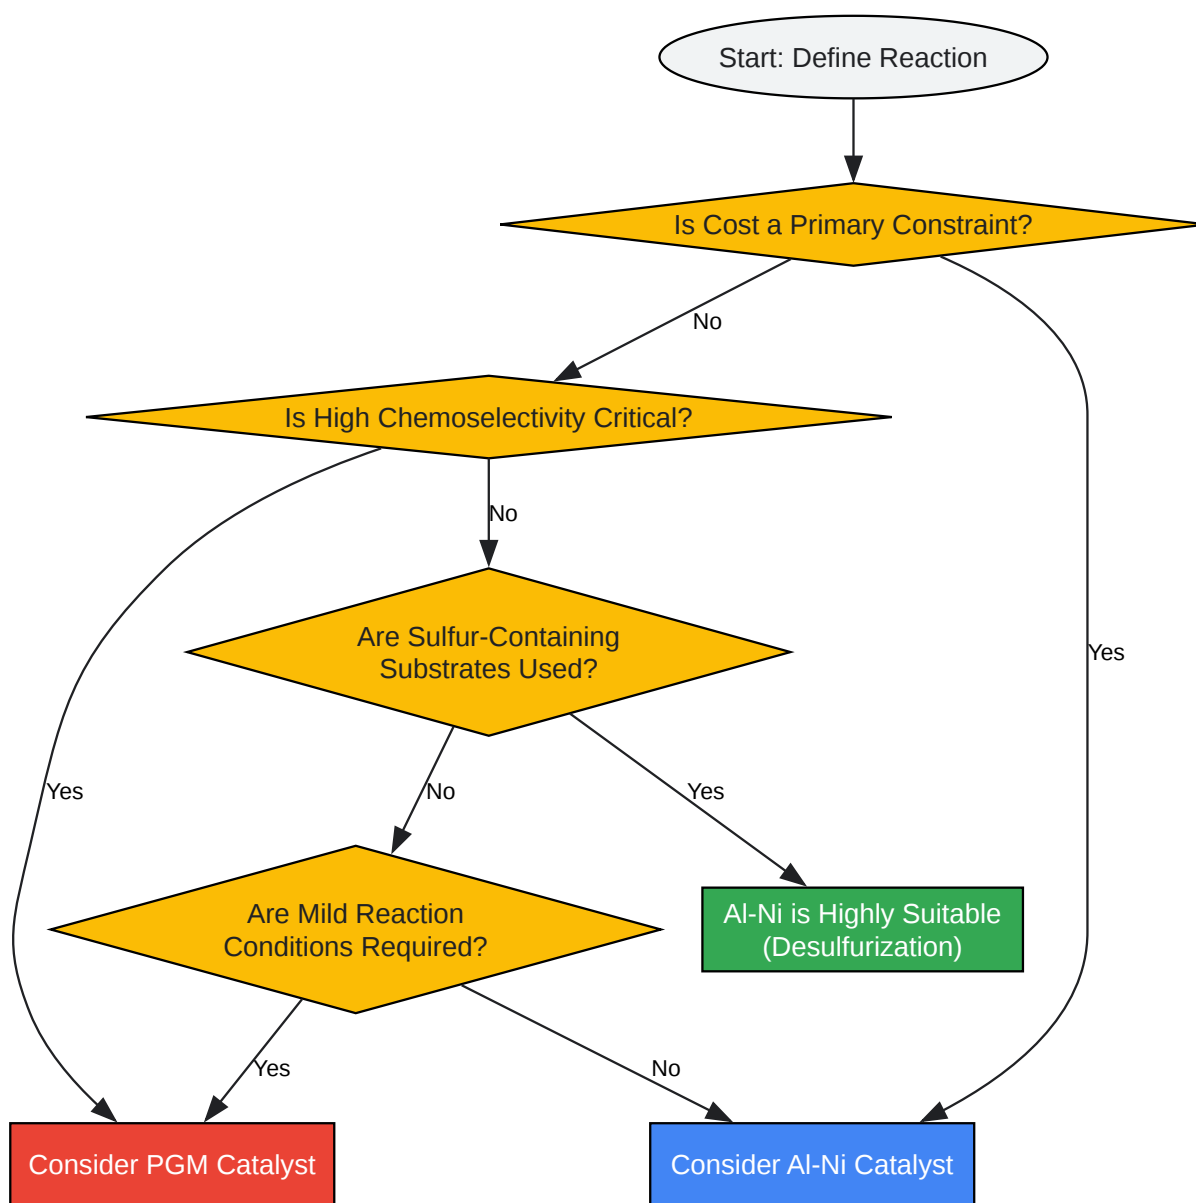 Start: Define Reaction
Is Cost a Primary Constraint?
No
Is High Chemoselectivity Critical?
No
Are Sulfur-Containing
Substrates Used?
Yes
Yes
No
Yes
Are Mild Reaction
Conditions Required?
Al-Ni is Highly Suitable
(Desulfurization)
Yes
No
Consider PGM Catalyst
Consider Al-Ni Catalyst